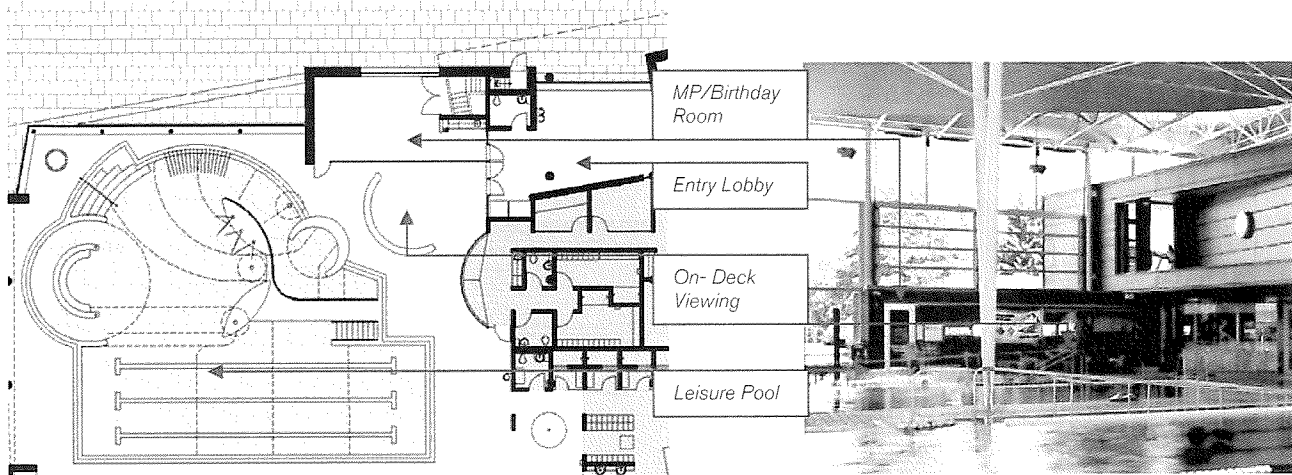 MP/Birthday
Room
Entry Lobby
On- Deck
Viewing
Leisure Pool